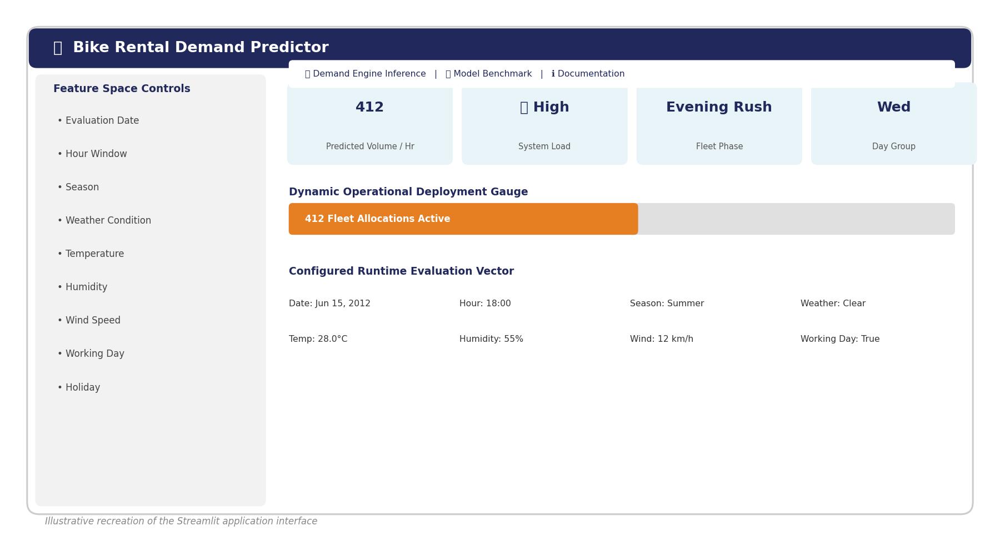 Bike Rental Demand Predictor
Demand Engine Inference | Model Benchmark | ℹ Documentation
Feature Space Controls
• Evaluation Date
• Hour Window
• Season
• Weather Condition
• Temperature
• Humidity
• Wind Speed
• Working Day
• Holiday
412
Predicted Volume / Hr
High
System Load
Evening Rush
Fleet Phase
Wed
Day Group
Dynamic Operational Deployment Gauge
412 Fleet Allocations Active
Configured Runtime Evaluation Vector
Date: Jun 15, 2012 Hour: 18:00 Season: Summer Weather: Clear
Temp: 28.0°C Humidity: 55% Wind: 12 km/h Working Day: True
Illustrative recreation of the Streamlit application interface